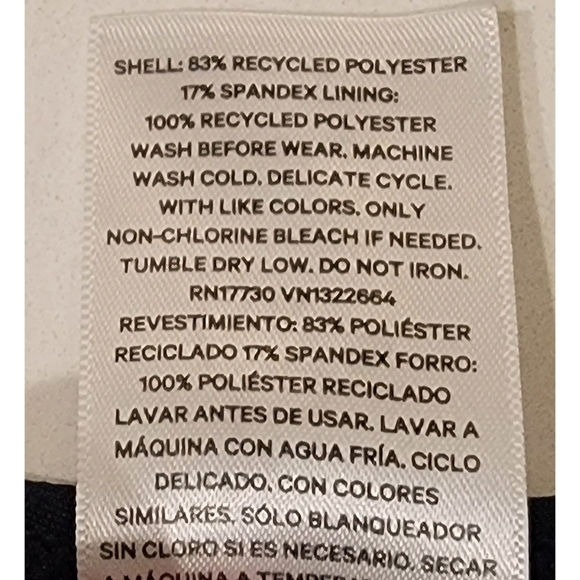 SHELL: 83% RECYCLED POLYESTER
17% SPANDEX LINING:
100% RECYCLED POLYESTER
WASH BEFORE WEAR. MACHINE
WASH COLD. DELICATE CYCLE.
WITH LIKE COLORS. ONLY
NON-CHLORINE BLEACH IF NEEDED.
TUMBLE DRY LOW. DO NOT IRON.
RN17730 VN1322664
REVESTIMIENTO: 83% POLIÉSTER
RECICLADO 17% SPANDEX FORRO:
100% POLIÉSTER RECICLADO
LAVAR ANTES DE USAR. LAVAR A
MÁQUINA CON AGUA FRÍA. CICLO
DELICADO. CON COLORES
SIMILARES. SÓLO BLANQUEADOR
SIN CLORO SI ES NECESARIO. SECAR
A MÁQUINA A